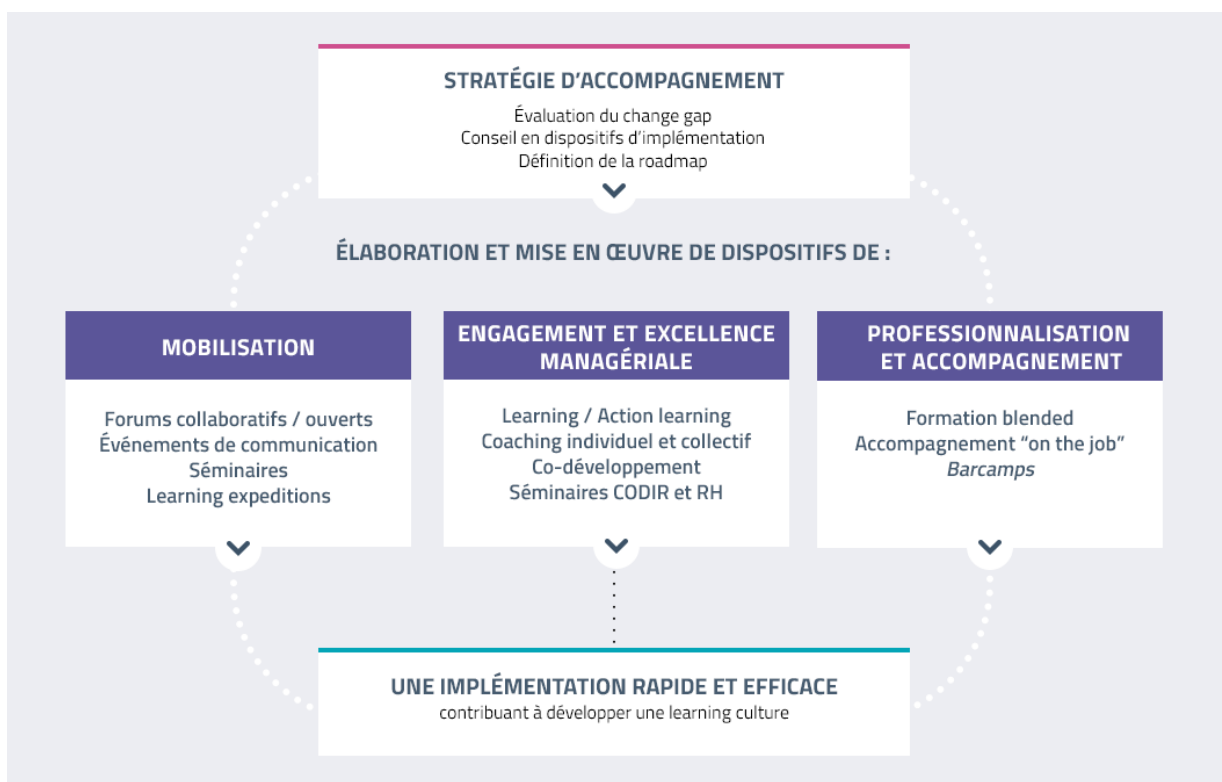 STRATÉGIE D’ACCOMPAGNEMENT
Évaluation du change gap
Conseil en dispositifs d’implémentation
Définition de la roadmap
ÉLABORATION ET MISE EN ŒUVRE DE DISPOSITIFS DE :
MOBILISATION
Forums collaboratifs / ouverts
Événements de communication
Séminaires
Learning expeditions
ENGAGEMENT ET EXCELLENCE
MANAGÉRIALE
Learning / Action learning
Coaching individuel et collectif
Co-développement
Séminaires CODIR et RH
PROFESSIONNALISATION
ET ACCOMPAGNEMENT
Formation blended
Accompagnement “on the job”
Barcamps
UNE IMPLÉMENTATION RAPIDE ET EFFICACE
contribuant à développer une learning culture